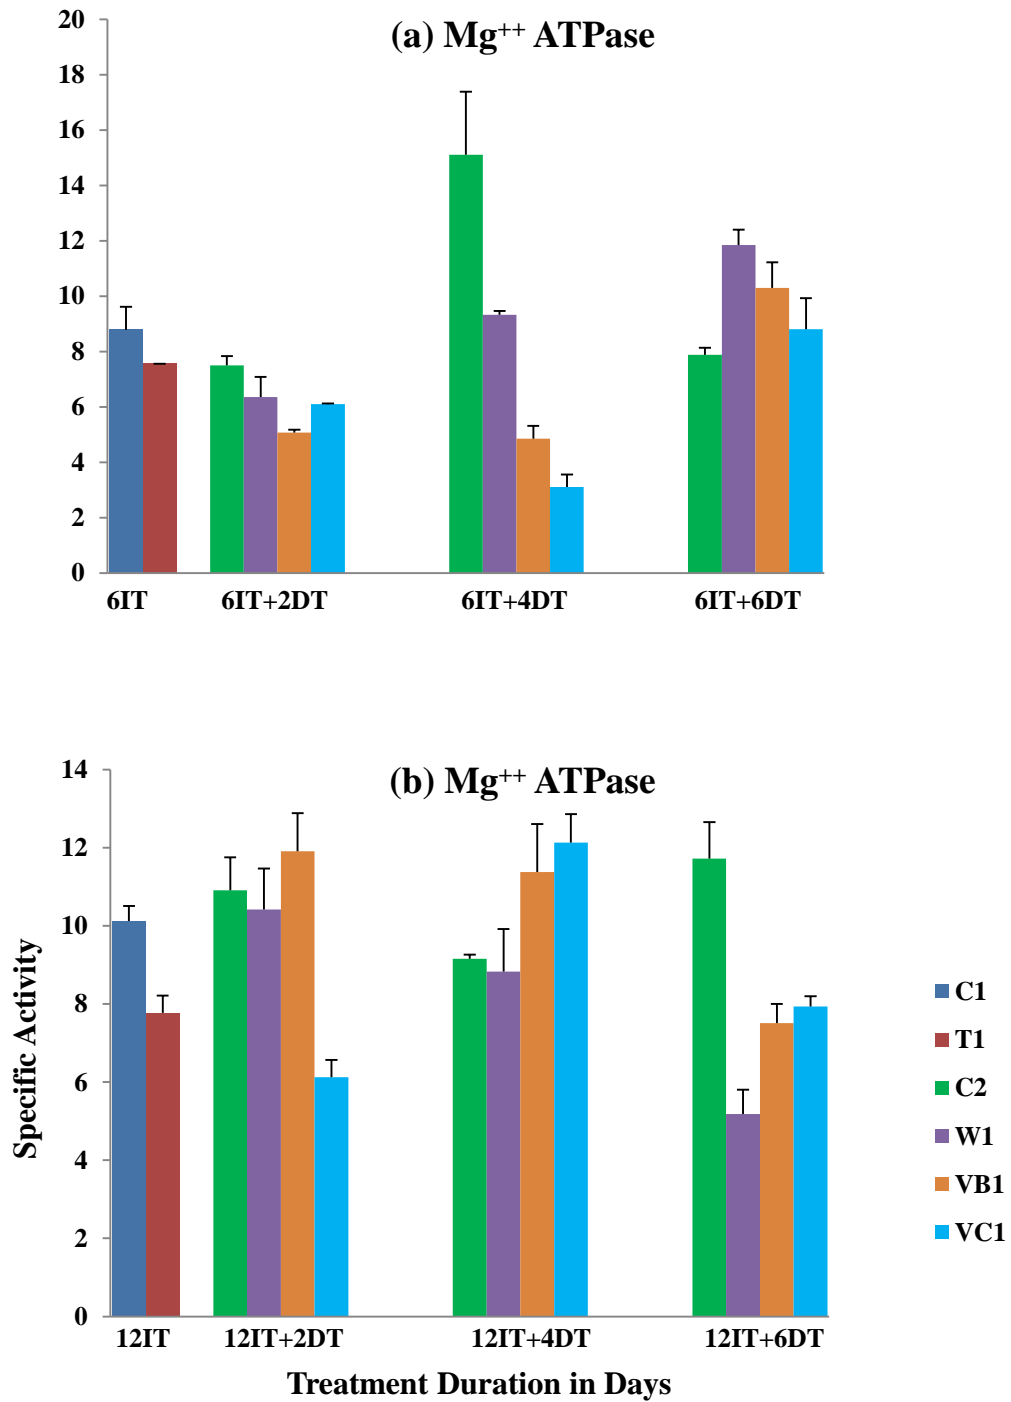 (a) Mg⁺⁺ ATPase
20
18
16
14
12
10
8
6
4
2
0
6IT 6IT+2DT 6IT+4DT 6IT+6DT
(b) Mg⁺⁺ ATPase
14
12
10
8
6
4
2
0
Specific Activity
12IT 12IT+2DT 12IT+4DT 12IT+6DT
Treatment Duration in Days
C1
T1
C2
W1
VB1
VC1